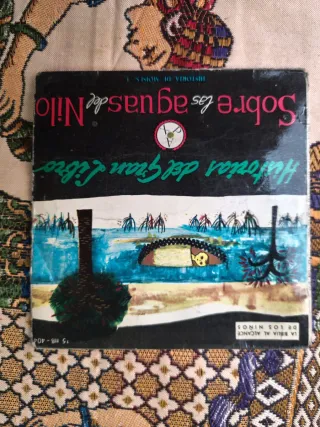 LA BIBLIA AL ALCANCE
DE LOS NIÑOS
Historias del Gran Libro
Sobre las aguas del Nilo
HISTORIA DE MOISES, 1